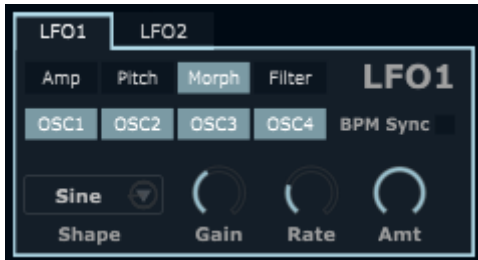 LFO1 LFO2
Amp Pitch Morph Filter LFO1
OSC1 OSC2 OSC3 OSC4 BPM Sync
Sine
Shape Gain Rate Amt